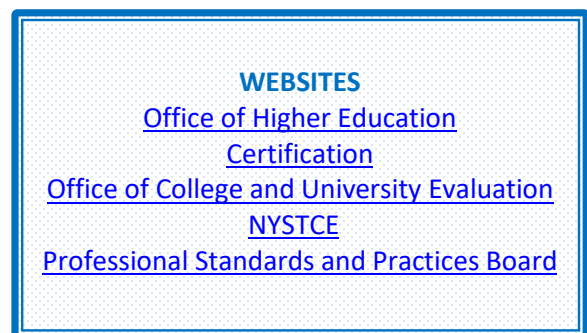 WEBSITES
Office of Higher Education
Certification
Office of College and University Evaluation
NYSTCE
Professional Standards and Practices Board